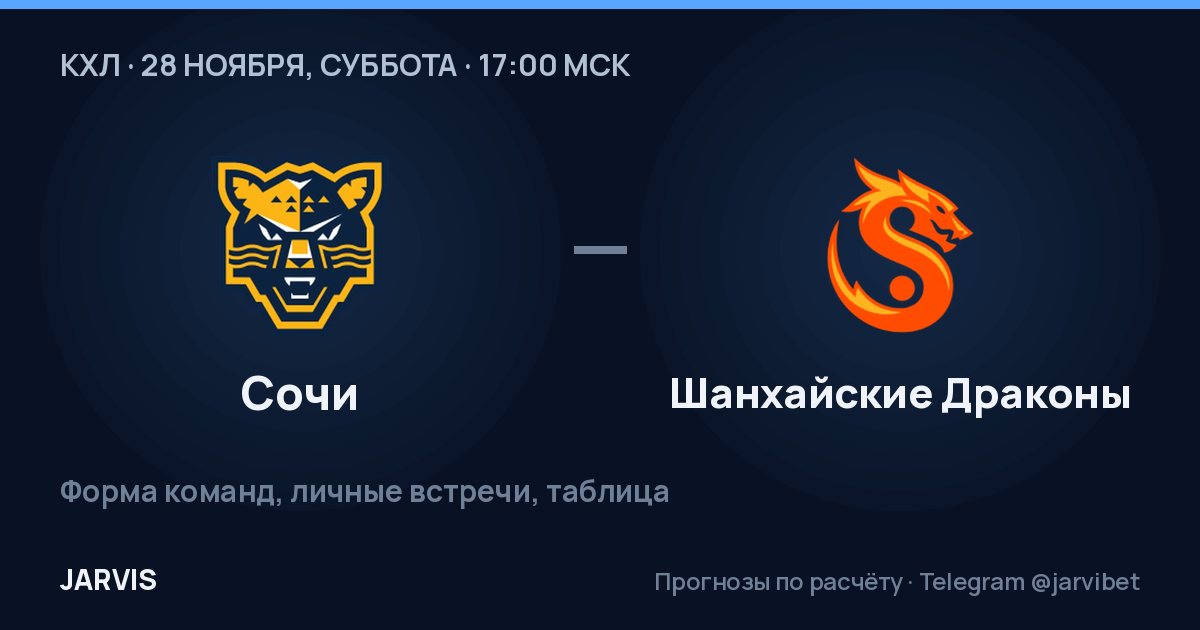 КХЛ · 28 НОЯБРЯ, СУББОТА · 17:00 МСК
Сочи
Шанхайские Драконы
Форма команд, личные встречи, таблица
JARVIS
Прогнозы по расчёту · Telegram @jarvibet